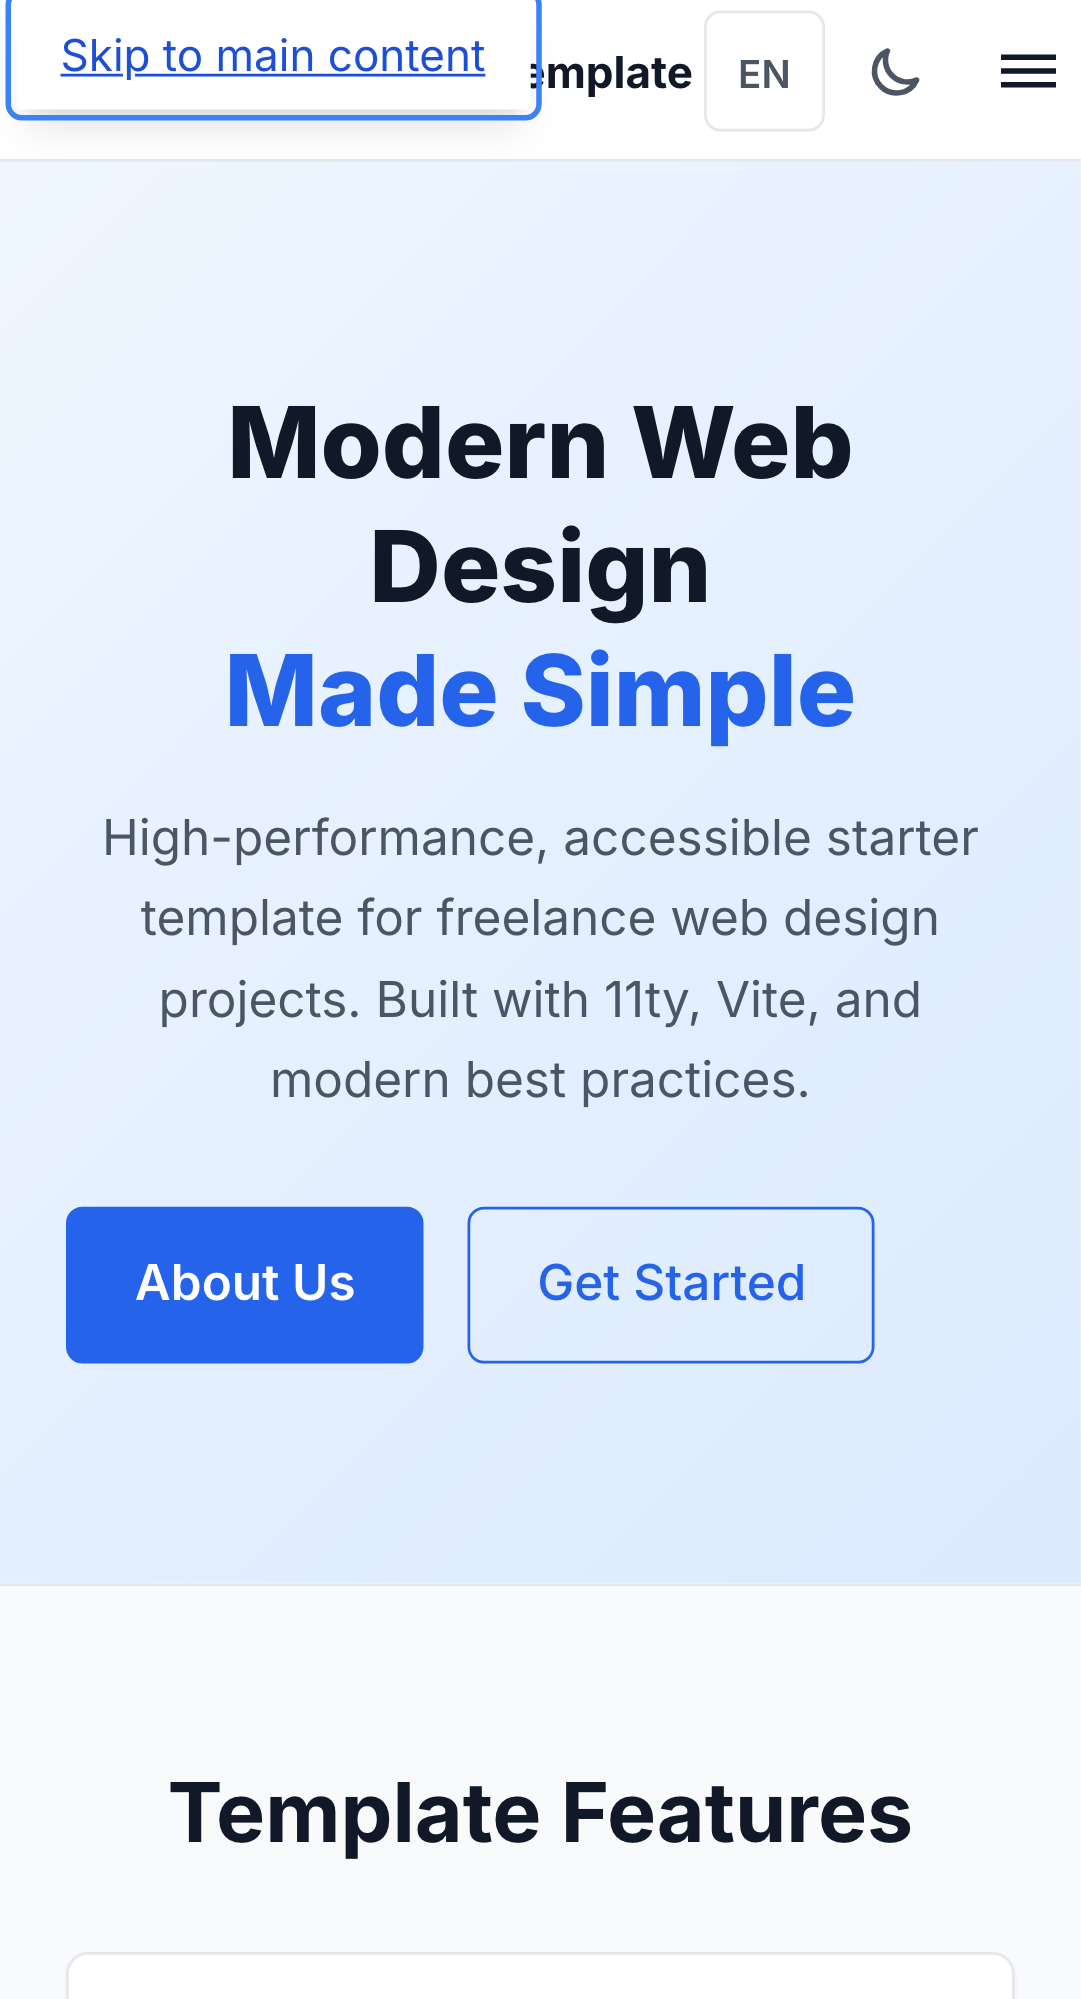 Skip to main content
emplate
EN
Modern Web
Design
Made Simple
High-performance, accessible starter
template for freelance web design
projects. Built with 11ty, Vite, and
modern best practices.
About Us
Get Started
Template Features